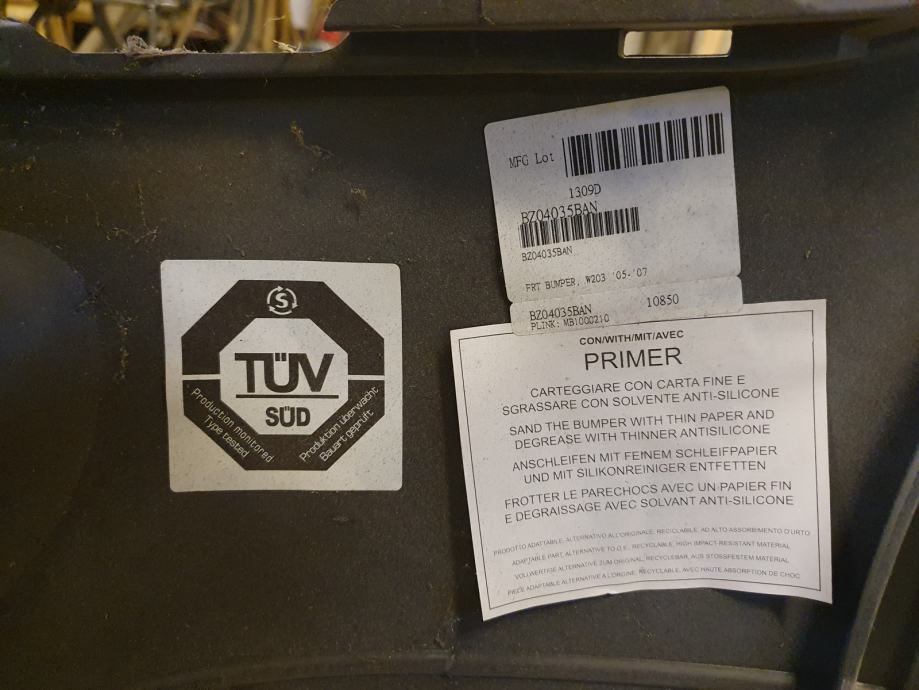 MFG Lot
1309D
BZ04035BAN
BZ04035BAN
FRT BUMPER, W203 '05-'07
BZ04035BAN 10850
PLINK: MB1000210
S
TÜV
SÜD
Production monitored
Type tested
Produktion überwacht
Bauart geprüft
CON/WITH/MIT/AVEC
PRIMER
CARTEGGIARE CON CARTA FINE E
SGRASSARE CON SOLVENTE ANTI-SILICONE
SAND THE BUMPER WITH THIN PAPER AND
DEGREASE WITH THINNER ANTISILICONE
ANSCHLEIFEN MIT FEINEM SCHLEIFPAPIER
UND MIT SILIKONREINIGER ENTFETTEN
FROTTER LE PARECHOCS AVEC UN PAPIER FIN
E DEGRAISSAGE AVEC SOLVANT ANTI-SILICONE
PRODOTTO ADATTABILE, ALTERNATIVO ALL'ORIGINALE, RECICLABILE, AD ALTO ASSORBIMENTO D'URTO
ADAPTABLE PART, ALTERNATIVE TO O.E., RECYCLABLE, HIGH IMPACT-RESISTANT MATERIAL
VOLLWERTIGE ALTERNATIVE ZUM ORIGINAL, RECYCLEBAR, AUS STOSSFESTEM MATERIAL
PIECE ADAPTABLE ALTERNATIVE A L'ORIGINE, RECYCLABLE, AVEC HAUTE ABSORPTION DE CHOC